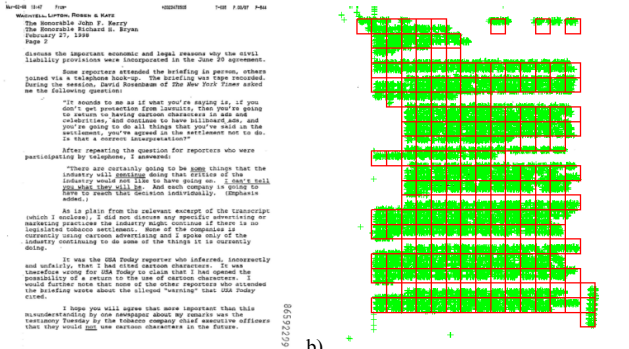 WACHTELL, LIPTON, ROSEN & KATZ
The Honorable John F. Kerry
The Honorable Richard H. Bryan
February 27, 1998
Page 2
discuss the important economic and legal reasons why the civil
liability provisions were incorporated in the June 20 agreement.
Some reporters attended the briefing in person, others
joined via a telephone hook-up. The briefing was tape recorded.
During the session, David Rosenbaum of The New York Times asked
me the following question:
"It sounds to me as if what you're saying is, if you
don't get protection from lawsuits, then you're going
to return to having cartoon characters in ads and
celebrities, and continue to have billboard ads, and
you're going to do all things that you've said in the
settlement, you've agreed in the settlement not to do.
Is that a correct interpretation?"
After repeating the question for reporters who were
participating by telephone, I answered:
"There are certainly going to be some things that the
industry will continue doing that critics of the
industry would not like to have going on. I can't tell
you what they will be. And each company is going to
have to reach that decision individually. (Emphasis
added.)
As is plain from the relevant excerpt of the transcript
(which I enclose), I did not discuss any specific advertising or
marketing practices the industry might continue if there is no
legislated tobacco settlement. None of the companies is
currently using cartoon advertising and I spoke only of the
industry continuing to do some of the things it is currently
doing.
It was the USA Today reporter who inferred, incorrectly
and unfairly, that I had cited cartoon characters. It was
therefore wrong for USA Today to claim that I had opened the
possibility of a return to the use of cartoon characters. I
would further note that none of the other reporters who attended
the briefing wrote about the alleged "warning" that USA Today
cited.
I hope you will agree that more important than this
misunderstanding by one newspaper about my remarks was the
testimony Tuesday by the tobacco company chief executive officers
that they would not use cartoon characters in the future.
b)